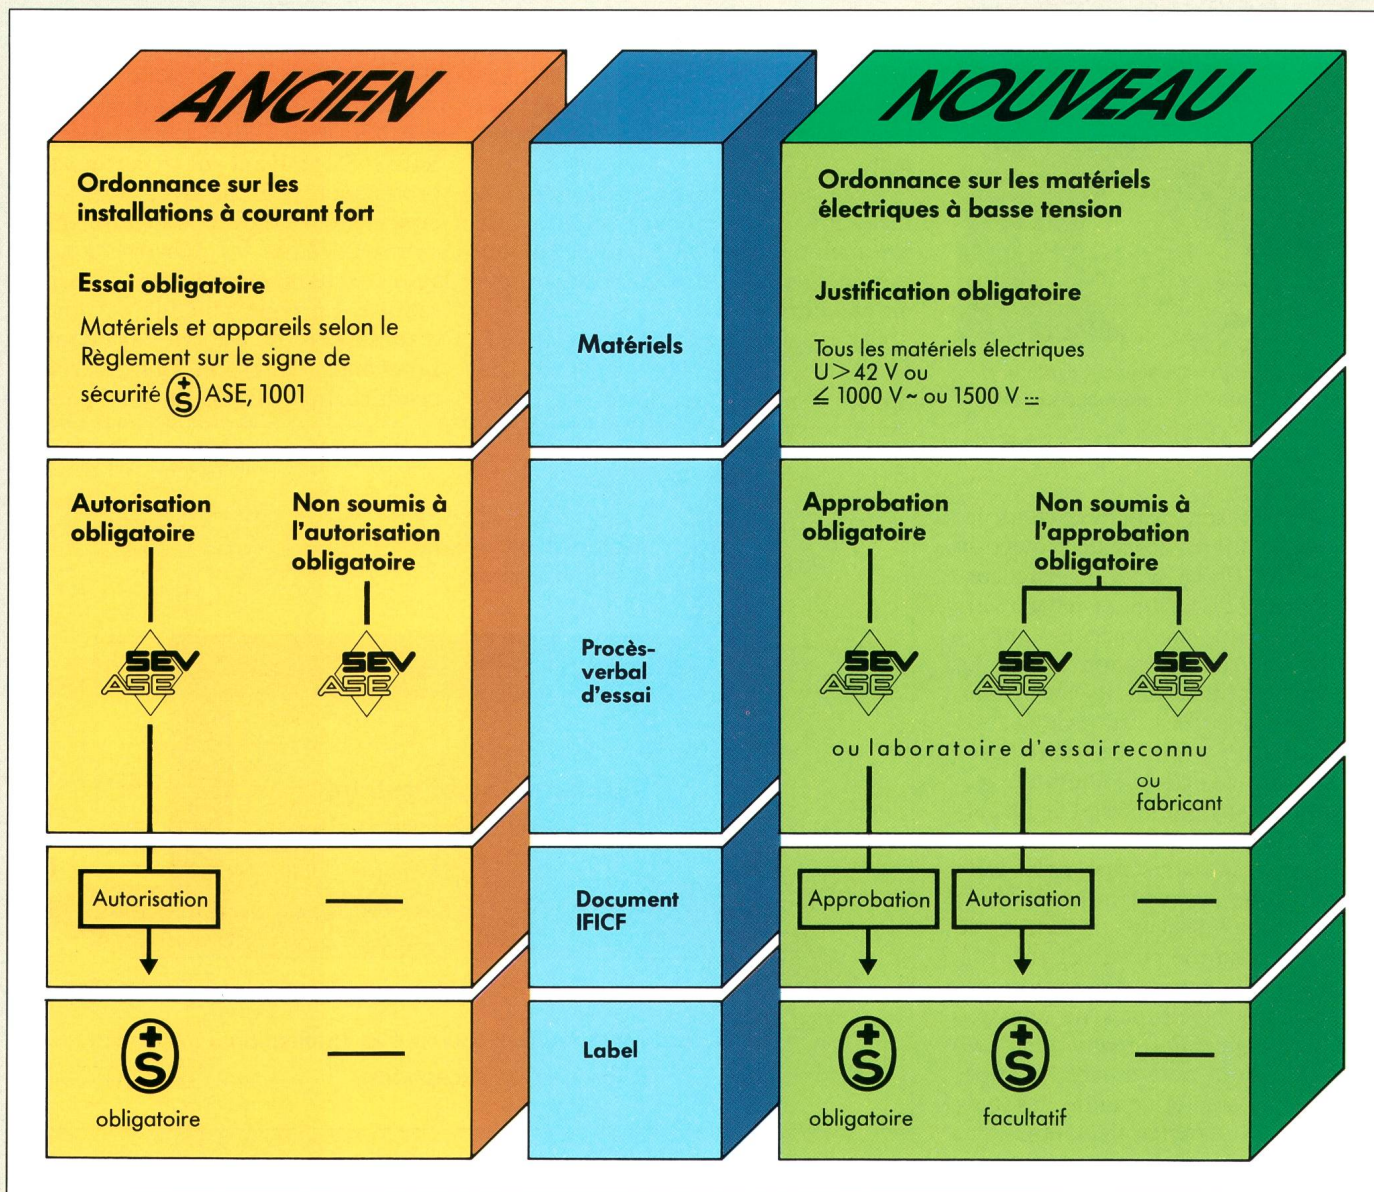 ANCIEN
Ordonnance sur les
installations à courant fort
Essai obligatoire
Matériels et appareils selon le
Règlement sur le signe de
sécurité +S ASE, 1001
Matériels
NOUVEAU
Ordonnance sur les matériels
électriques à basse tension
Justification obligatoire
Tous les matériels électriques
U > 42 V ou
≦ 1000 V ~ ou 1500 V ⎓
Autorisation
obligatoire
Non soumis à
l'autorisation
obligatoire
SEV
ASE
SEV
ASE
Procès-
verbal
d'essai
Approbation
obligatoire
Non soumis à
l'approbation
obligatoire
SEV
ASE
SEV
ASE
SEV
ASE
ou laboratoire d'essai reconnu
ou
fabricant
Autorisation
Document
IFICF
Approbation
Autorisation
+S
obligatoire
Label
+S
obligatoire
+S
facultatif